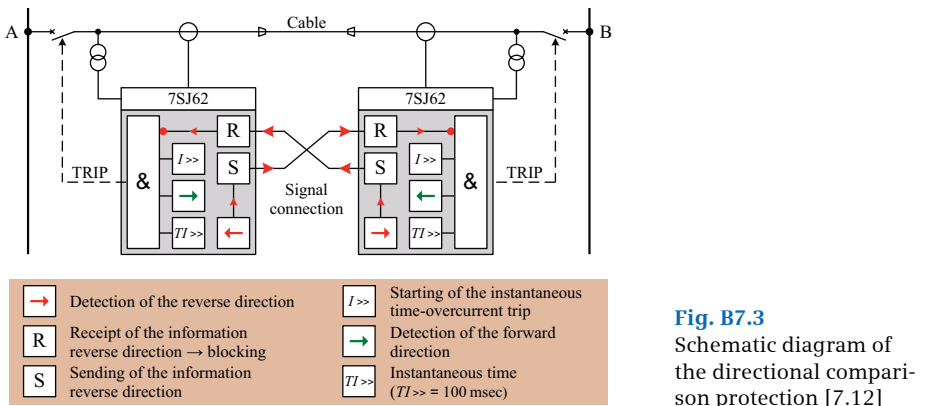 A
Cable
B
7SJ62
7SJ62
R
R
I >>
S
S
I >>
TRIP
&
Signal
connection
&
TRIP
TI >>
TI >>
Detection of the reverse direction
R
Receipt of the information
reverse direction → blocking
S
Sending of the information
reverse direction
I >>
Starting of the instantaneous
time-overcurrent trip
Detection of the forward
direction
TI >>
Instantaneous time
(TI >> = 100 msec)
Fig. B7.3
Schematic diagram of
the directional compari-
son protection [7.12]